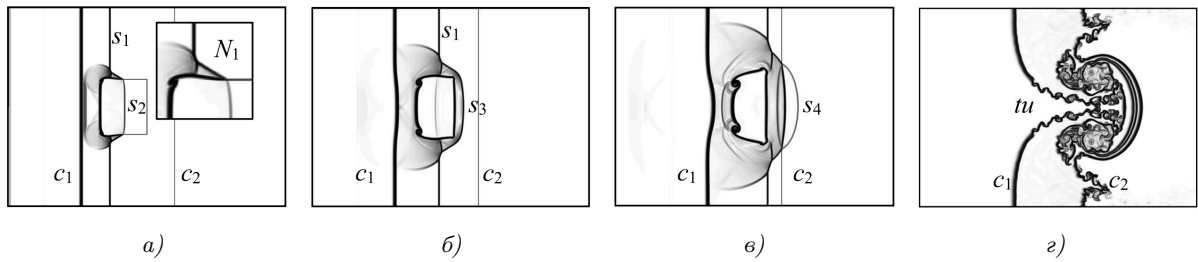 s₁ N₁ s₂ c₁ c₂
s₁ s₃ c₁ c₂
s₄ c₁ c₂
tu c₁ c₂
а) б) в) г)